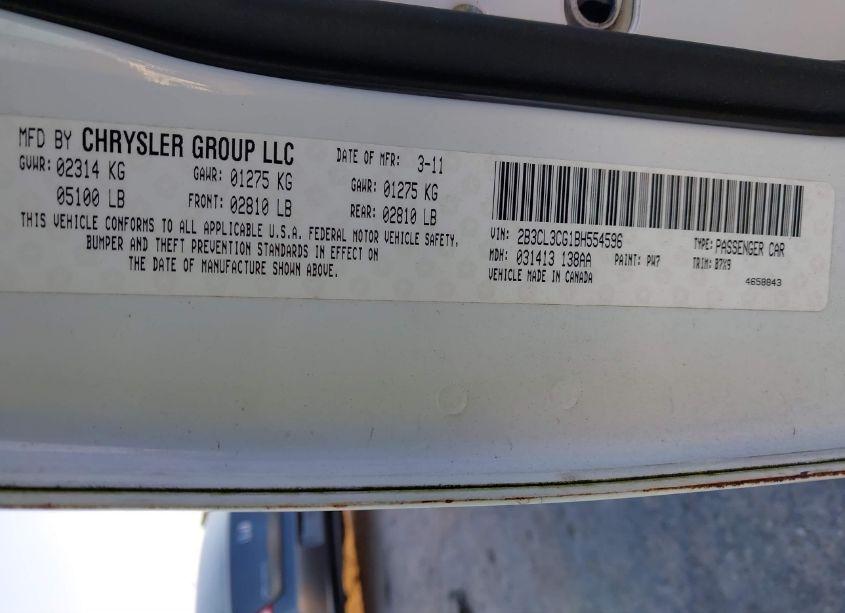 MFD BY CHRYSLER GROUP LLC
DATE OF MFR: 3-11
GVWR: 02314 KG
GAWR: 01275 KG
GAWR: 01275 KG
05100 LB
FRONT: 02810 LB
REAR: 02810 LB
THIS VEHICLE CONFORMS TO ALL APPLICABLE U.S.A. FEDERAL MOTOR VEHICLE SAFETY,
BUMPER AND THEFT PREVENTION STANDARDS IN EFFECT ON
THE DATE OF MANUFACTURE SHOWN ABOVE.
VIN: 2B3CL3CG1BH554596
TYPE: PASSENGER CAR
MDH: 031413 138AA
PAINT: PW7
TRIM: B7X9
VEHICLE MADE IN CANADA
4658843